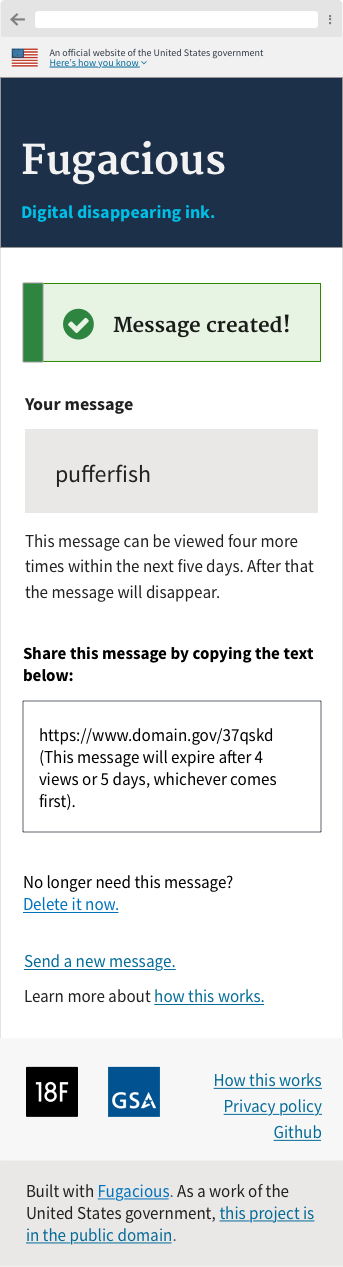 An official website of the United States government
Here's how you know
Fugacious
Digital disappearing ink.
Message created!
Your message
pufferfish
This message can be viewed four more
times within the next five days. After that
the message will disappear.
Share this message by copying the text
below:
https://www.domain.gov/37qskd
(This message will expire after 4
views or 5 days, whichever comes
first).
No longer need this message?
Delete it now.
Send a new message.
Learn more about how this works.
18F
GSA
How this works
Privacy policy
Github
Built with Fugacious. As a work of the
United States government, this project is
in the public domain.